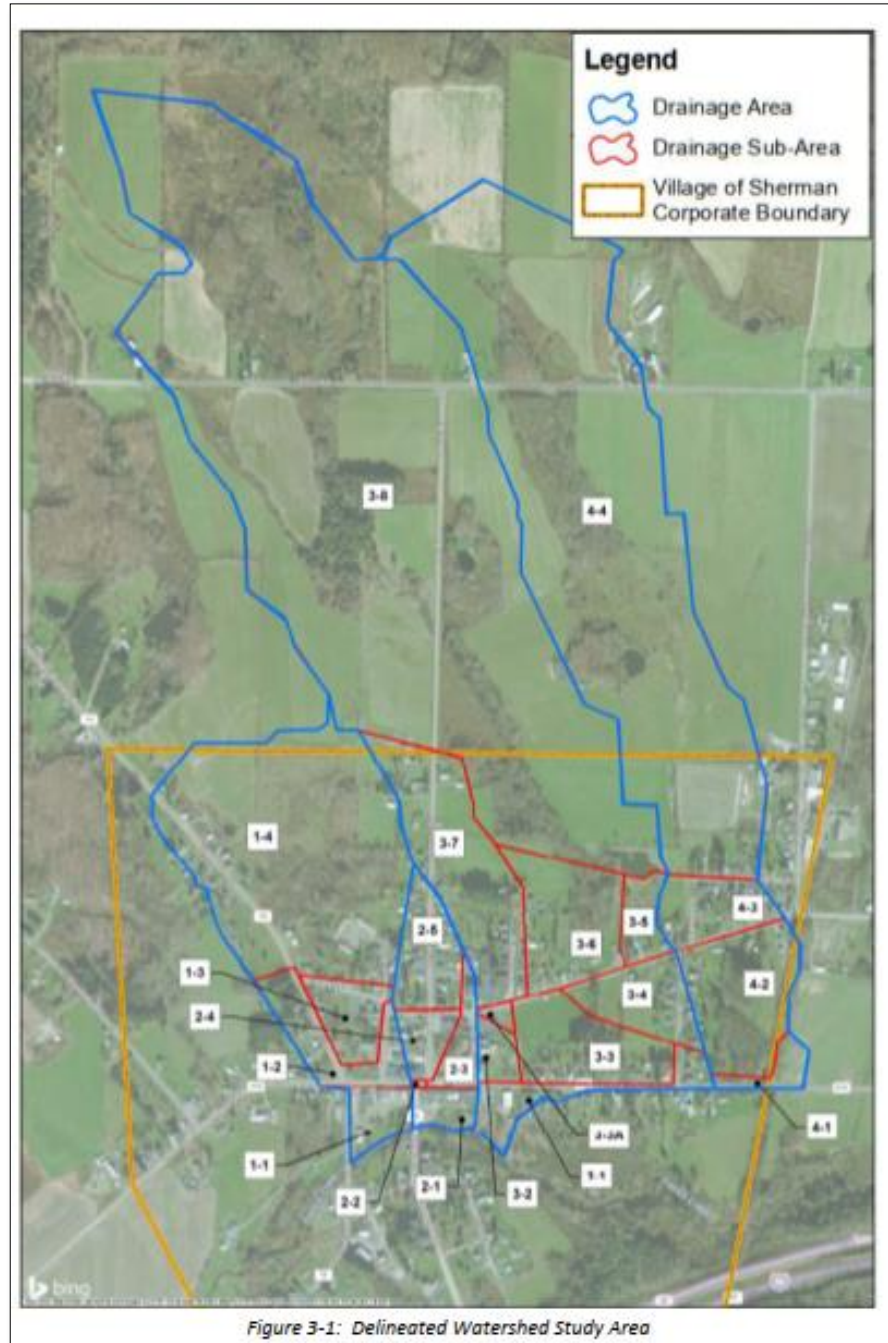 Legend
Drainage Area
Drainage Sub-Area
Village of Sherman
Corporate Boundary
3-8
4-4
1-4
3-7
2-5
3-5
4-3
3-6
4-2
1-3
3-4
2-4
3-3
2-3
1-2
4-1
1-1
2-1
3-2
2-2
bing
Figure 3-1: Delineated Watershed Study Area